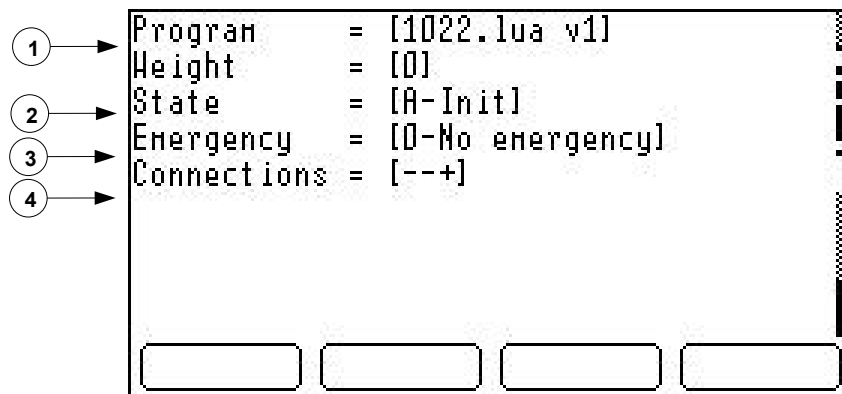 Program = [1022.lua v1]
Weight = [0]
State = [A-Init]
Emergency = [0-No emergency]
Connections = [--+]
1
2
3
4